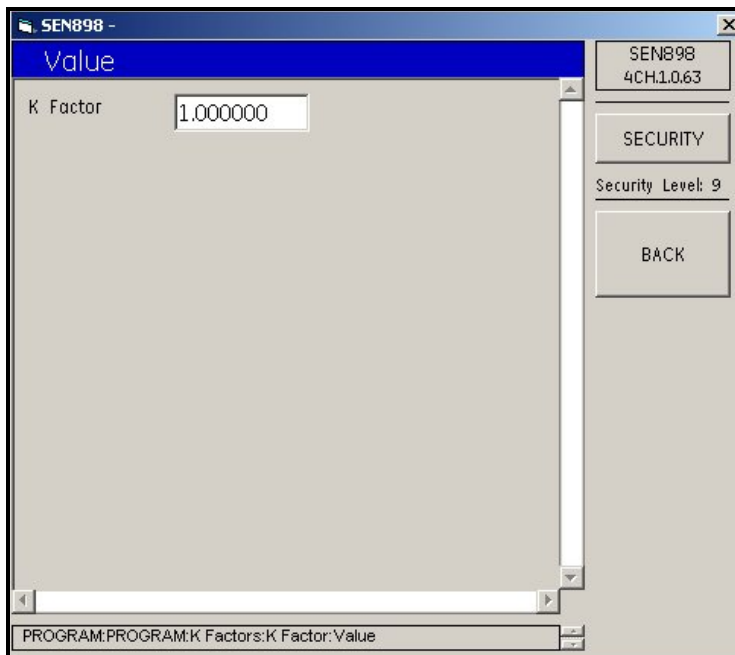 SEN898 -
Value
SEN898
4CH.1.0.63
K Factor
1.000000
SECURITY
Security Level: 9
BACK
PROGRAM:PROGRAM:K Factors:K Factor:Value